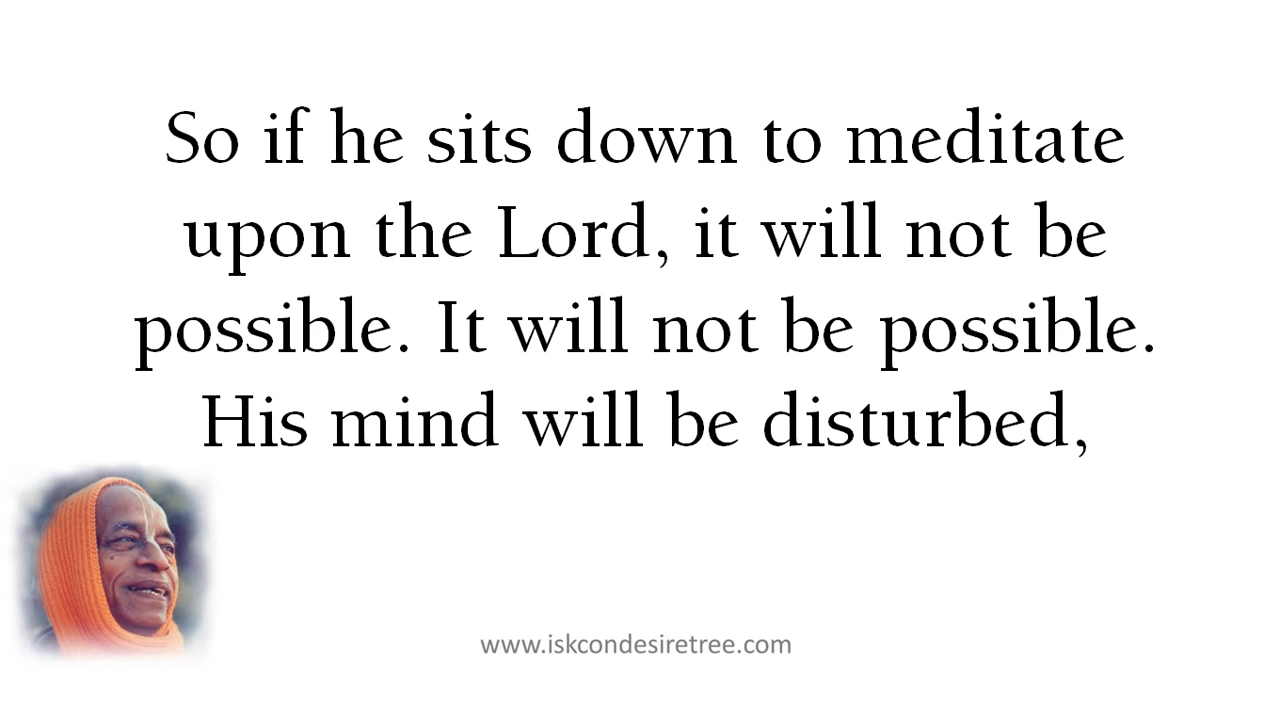 So if he sits down to meditate
upon the Lord, it will not be
possible. It will not be possible.
His mind will be disturbed,
www.iskcondesiretree.com